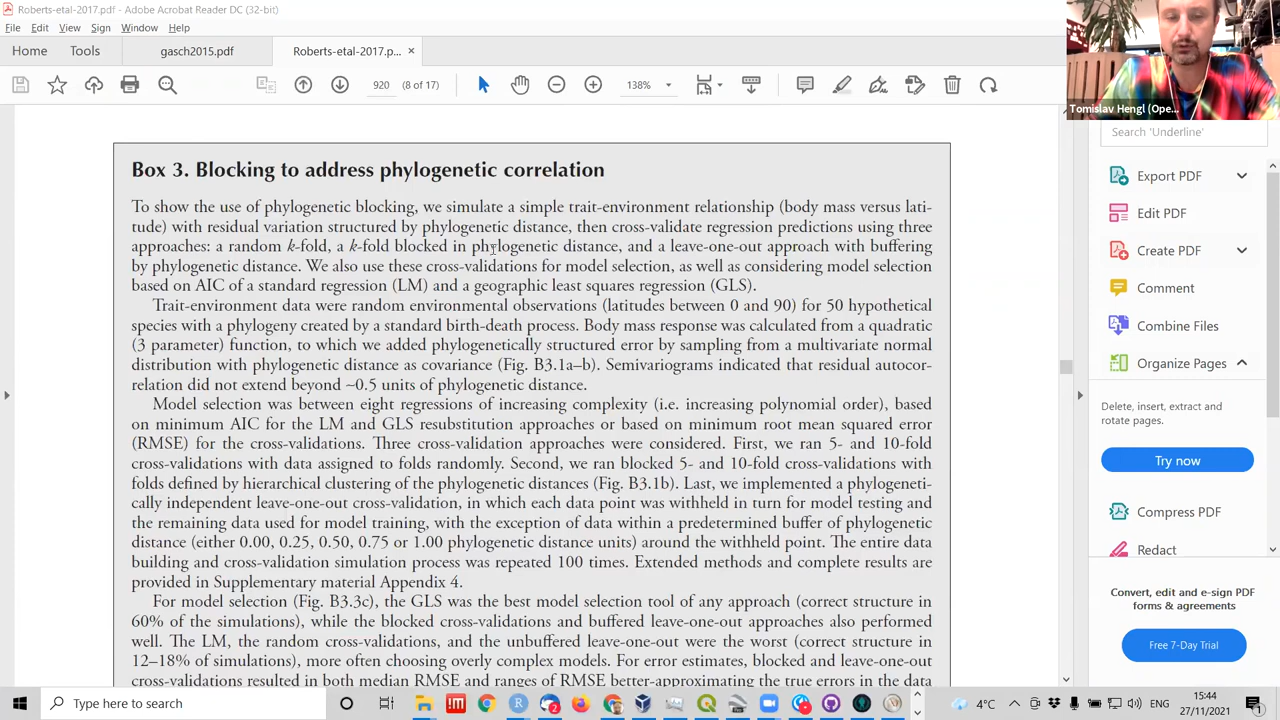 Roberts-etal-2017.pdf - Adobe Acrobat Reader DC (32-bit)
File Edit View Sign Window Help
Home Tools gasch2015.pdf Roberts-etal-2017.p... ×
920 (8 of 17) 138%
Tomislav Hengl (Ope...
Search 'Underline'
Box 3. Blocking to address phylogenetic correlation
To show the use of phylogenetic blocking, we simulate a simple trait-environment relationship (body mass versus lati-
tude) with residual variation structured by phylogenetic distance, then cross-validate regression predictions using three
approaches: a random k-fold, a k-fold blocked in phylogenetic distance, and a leave-one-out approach with buffering
by phylogenetic distance. We also use these cross-validations for model selection, as well as considering model selection
based on AIC of a standard regression (LM) and a geographic least squares regression (GLS).
Trait-environment data were random environmental observations (latitudes between 0 and 90) for 50 hypothetical
species with a phylogeny created by a standard birth-death process. Body mass response was calculated from a quadratic
(3 parameter) function, to which we added phylogenetically structured error by sampling from a multivariate normal
distribution with phylogenetic distance as covariance (Fig. B3.1a–b). Semivariograms indicated that residual autocor-
relation did not extend beyond ~0.5 units of phylogenetic distance.
Model selection was between eight regressions of increasing complexity (i.e. increasing polynomial order), based
on minimum AIC for the LM and GLS resubstitution approaches or based on minimum root mean squared error
(RMSE) for the cross-validations. Three cross-validation approaches were considered. First, we ran 5- and 10-fold
cross-validations with data assigned to folds randomly. Second, we ran blocked 5- and 10-fold cross-validations with
folds defined by hierarchical clustering of the phylogenetic distances (Fig. B3.1b). Last, we implemented a phylogeneti-
cally independent leave-one-out cross-validation, in which each data point was withheld in turn for model testing and
the remaining data used for model training, with the exception of data within a predetermined buffer of phylogenetic
distance (either 0.00, 0.25, 0.50, 0.75 or 1.00 phylogenetic distance units) around the withheld point. The entire data
building and cross-validation simulation process was repeated 100 times. Extended methods and complete results are
provided in Supplementary material Appendix 4.
For model selection (Fig. B3.3c), the GLS was the best model selection tool of any approach (correct structure in
60% of the simulations), while the blocked cross-validations and buffered leave-one-out approaches also performed
well. The LM, the random cross-validations, and the unbuffered leave-one-out were the worst (correct structure in
12–18% of simulations), more often choosing overly complex models. For error estimates, blocked and leave-one-out
cross-validations resulted in both median RMSE and ranges of RMSE better-approximating the true errors in the data
Export PDF
Edit PDF
Create PDF
Comment
Combine Files
Organize Pages
Delete, insert, extract and
rotate pages.
Try now
Compress PDF
Redact
Convert, edit and e-sign PDF
forms & agreements
Free 7-Day Trial
Type here to search
4°C
ENG
15:44
27/11/2021